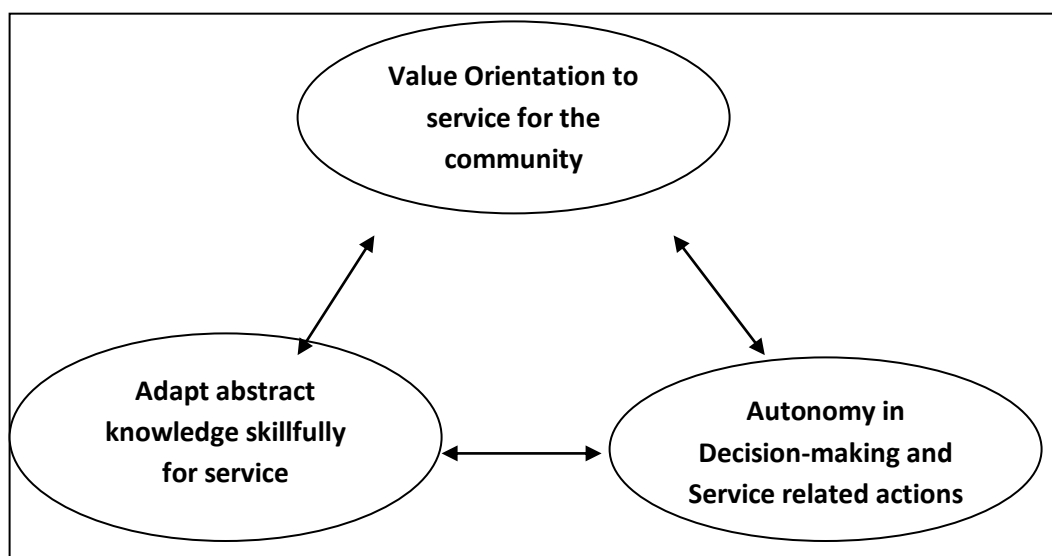 Value Orientation to
service for the
community
Adapt abstract
knowledge skillfully
for service
Autonomy in
Decision-making and
Service related actions